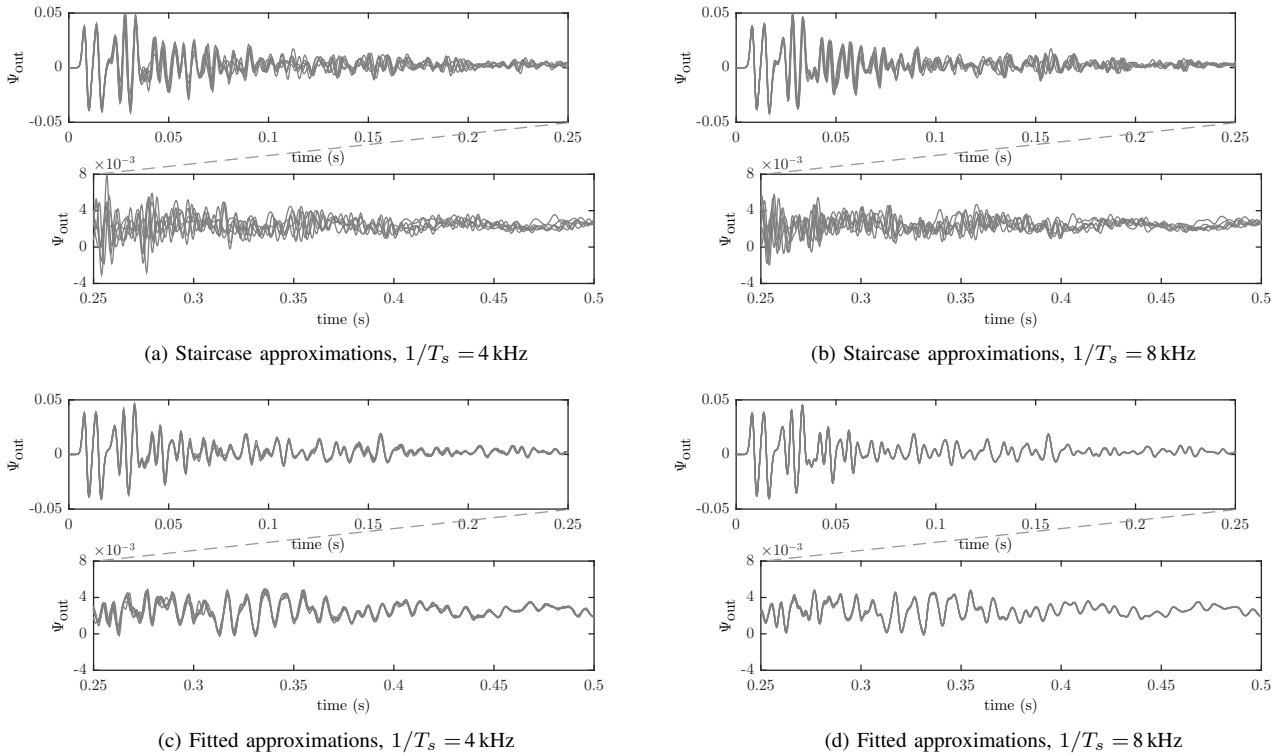 0.05
0
-0.05
Ψout
0 0.05 0.1 0.15 0.2 0.25
time (s)
×10−3
8
4
0
-4
Ψout
0.25 0.3 0.35 0.4 0.45 0.5
time (s)
(a) Staircase approximations, 1/Ts = 4 kHz
0.05
0
-0.05
Ψout
0 0.05 0.1 0.15 0.2 0.25
time (s)
×10−3
8
4
0
-4
Ψout
0.25 0.3 0.35 0.4 0.45 0.5
time (s)
(b) Staircase approximations, 1/Ts = 8 kHz
0.05
0
-0.05
Ψout
0 0.05 0.1 0.15 0.2 0.25
time (s)
×10−3
8
4
0
-4
Ψout
0.25 0.3 0.35 0.4 0.45 0.5
time (s)
(c) Fitted approximations, 1/Ts = 4 kHz
0.05
0
-0.05
Ψout
0 0.05 0.1 0.15 0.2 0.25
time (s)
×10−3
8
4
0
-4
Ψout
0.25 0.3 0.35 0.4 0.45 0.5
time (s)
(d) Fitted approximations, 1/Ts = 8 kHz